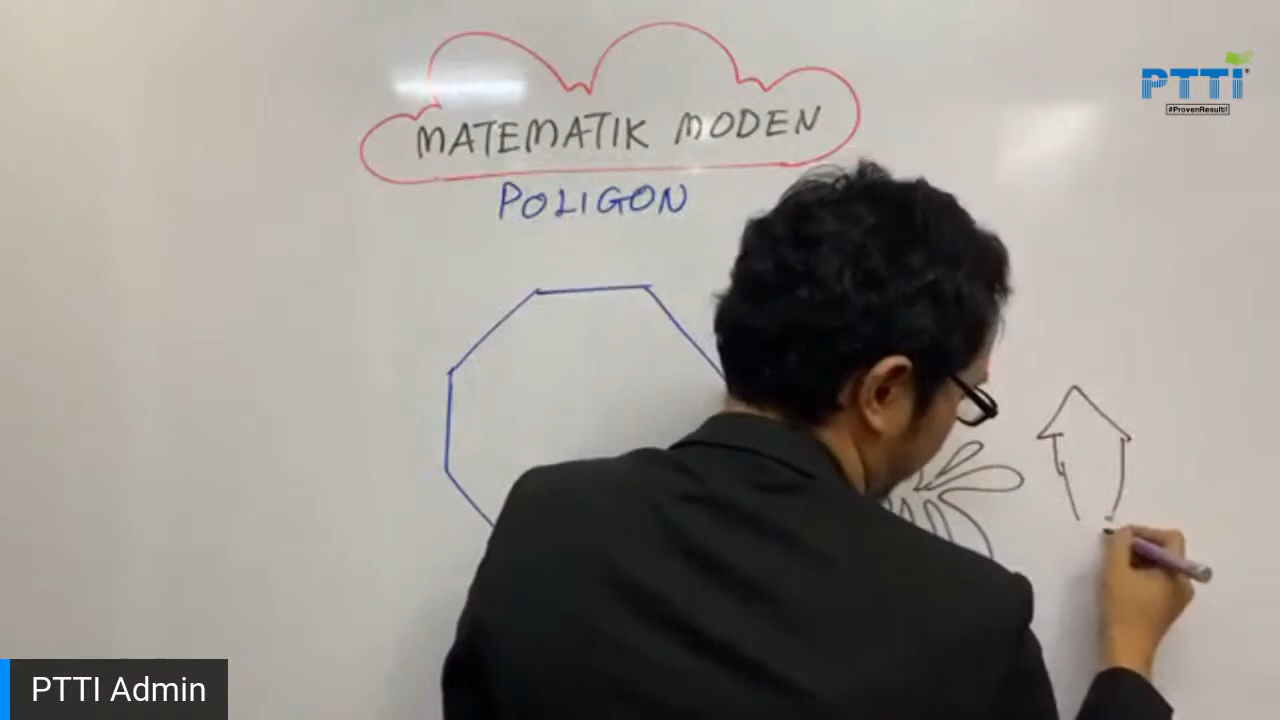 MATEMATIK MODEN
POLIGON
PTTI
#ProvenResult!
PTTI Admin